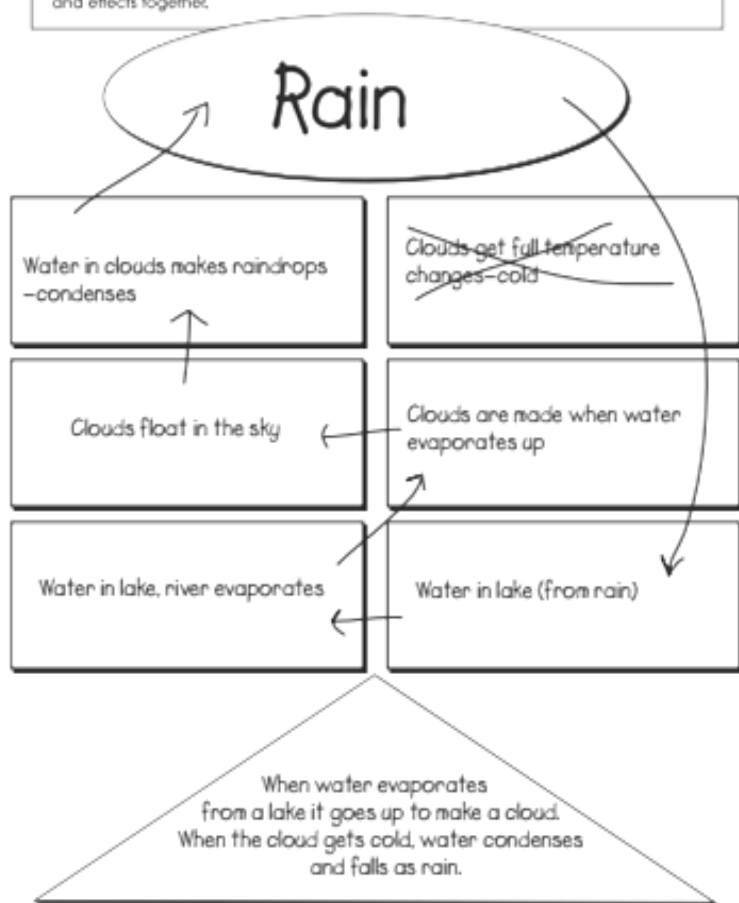 and effects together.
Rain
Water in clouds makes raindrops
-condenses
Clouds get full temperature
changes-cold
Clouds float in the sky
Clouds are made when water
evaporates up
Water in lake, river evaporates
Water in lake (from rain)
When water evaporates
from a lake it goes up to make a cloud.
When the cloud gets cold, water condenses
and falls as rain.